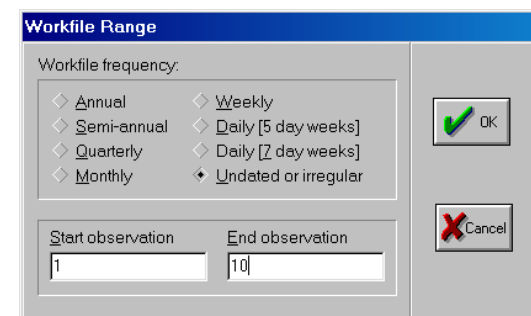 Workfile Range
Workfile frequency:
Annual
Semi-annual
Quarterly
Monthly
Weekly
Daily [5 day weeks]
Daily [7 day weeks]
Undated or irregular
Start observation
1
End observation
10
OK
Cancel